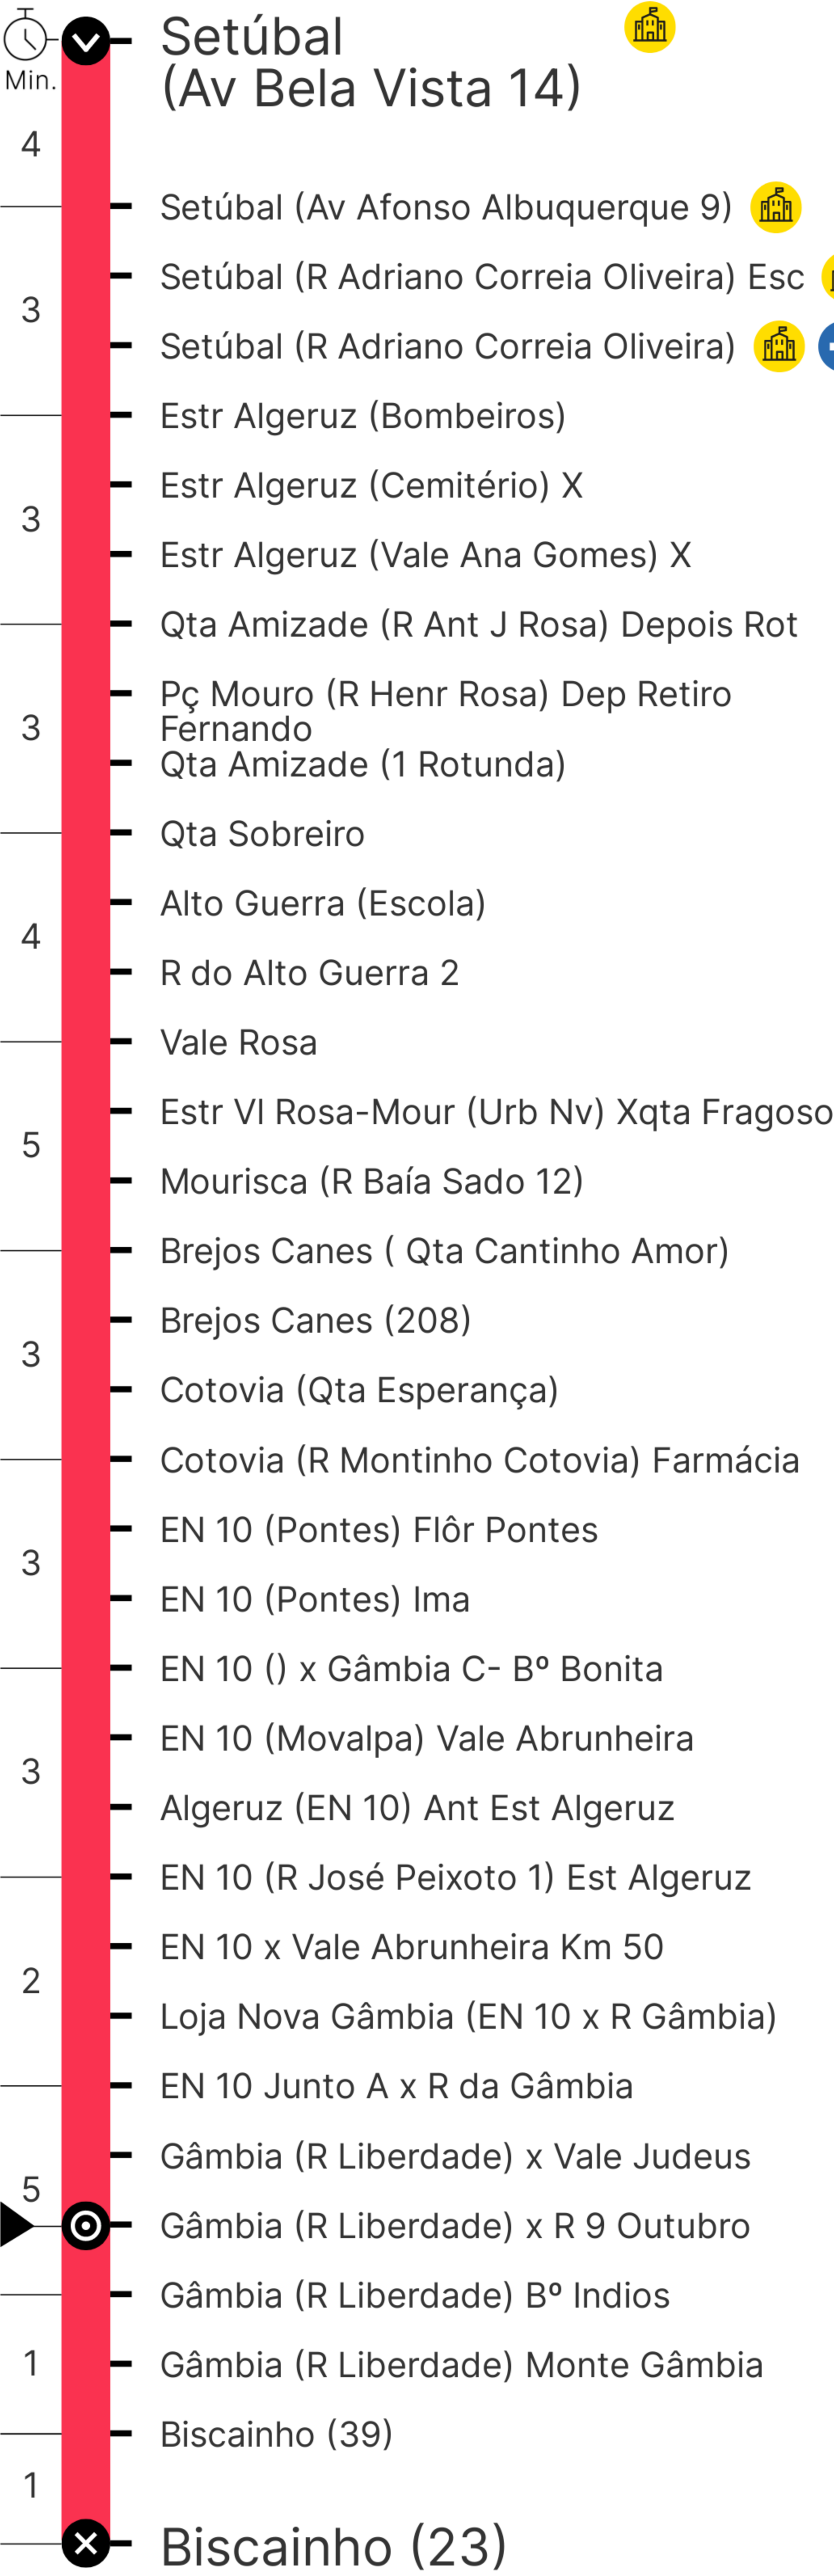 Setúbal
(Av Bela Vista 14)
Min.
4
Setúbal (Av Afonso Albuquerque 9)
Setúbal (R Adriano Correia Oliveira) Esc
3
Setúbal (R Adriano Correia Oliveira)
Estr Algeruz (Bombeiros)
Estr Algeruz (Cemitério) X
3
Estr Algeruz (Vale Ana Gomes) X
Qta Amizade (R Ant J Rosa) Depois Rot
Pç Mouro (R Henr Rosa) Dep Retiro
Fernando
3
Qta Amizade (1 Rotunda)
Qta Sobreiro
Alto Guerra (Escola)
4
R do Alto Guerra 2
Vale Rosa
Estr Vl Rosa-Mour (Urb Nv) Xqta Fragoso
5
Mourisca (R Baía Sado 12)
Brejos Canes ( Qta Cantinho Amor)
Brejos Canes (208)
3
Cotovia (Qta Esperança)
Cotovia (R Montinho Cotovia) Farmácia
EN 10 (Pontes) Flôr Pontes
3
EN 10 (Pontes) Ima
EN 10 () x Gâmbia C- Bº Bonita
EN 10 (Movalpa) Vale Abrunheira
3
Algeruz (EN 10) Ant Est Algeruz
EN 10 (R José Peixoto 1) Est Algeruz
EN 10 x Vale Abrunheira Km 50
2
Loja Nova Gâmbia (EN 10 x R Gâmbia)
EN 10 Junto A x R da Gâmbia
Gâmbia (R Liberdade) x Vale Judeus
5
Gâmbia (R Liberdade) x R 9 Outubro
Gâmbia (R Liberdade) Bº Indios
1
Gâmbia (R Liberdade) Monte Gâmbia
Biscainho (39)
1
Biscainho (23)